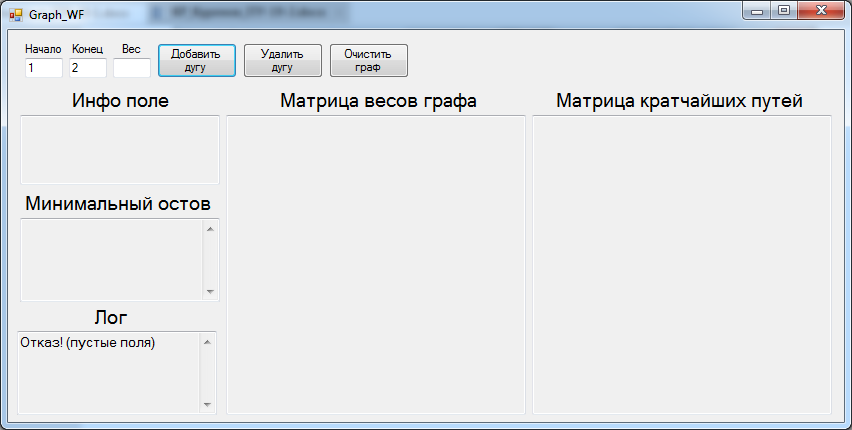 Graph_WF
Начало Конец Вес
1 2
Добавить дугу
Удалить дугу
Очистить граф
Инфо поле
Матрица весов графа
Матрица кратчайших путей
Минимальный остов
Лог
Отказ! (пустые поля)